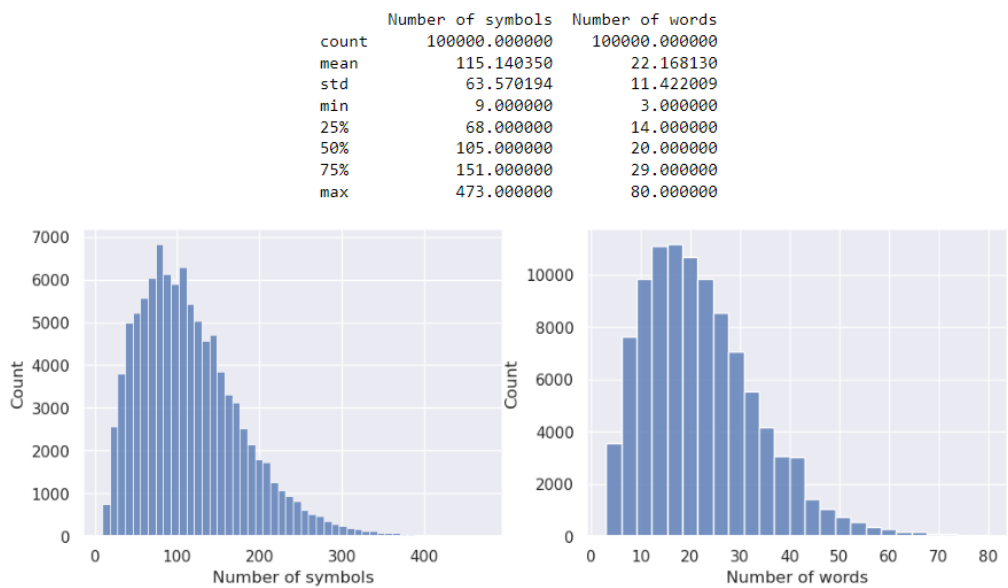 Number of symbols Number of words
count 100000.000000 100000.000000
mean 115.140350 22.168130
std 63.570194 11.422009
min 9.000000 3.000000
25% 68.000000 14.000000
50% 105.000000 20.000000
75% 151.000000 29.000000
max 473.000000 80.000000
7000
6000
5000
4000
3000
2000
1000
0
Count
0 100 200 300 400
Number of symbols
10000
8000
6000
4000
2000
0
Count
0 10 20 30 40 50 60 70 80
Number of words